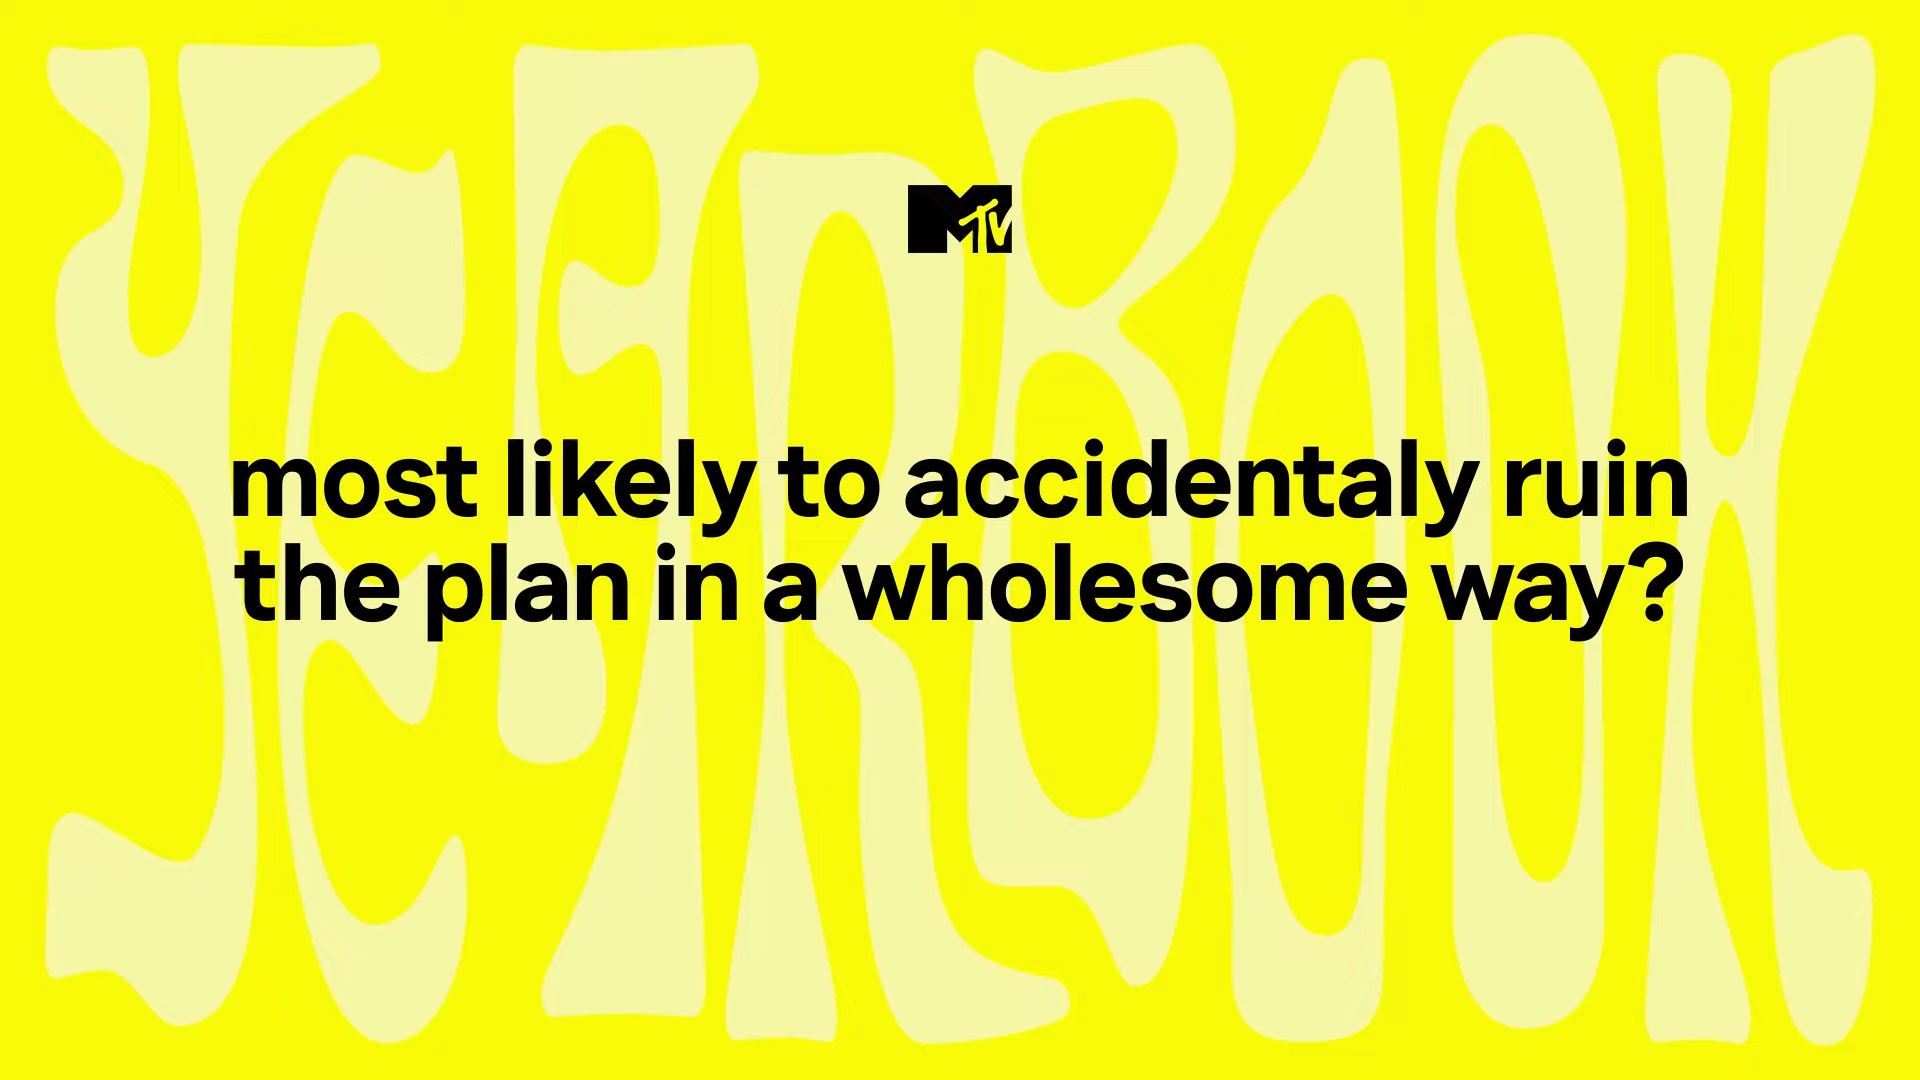 YEARBOOK
MTV
most likely to accidentaly ruin
the plan in a wholesome way?